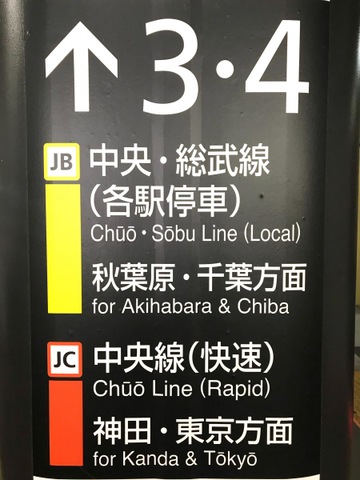 ↑ 3・4
JB 中央・総武線
(各駅停車)
Chūō・Sōbu Line (Local)
秋葉原・千葉方面
for Akihabara & Chiba
JC 中央線(快速)
Chūō Line (Rapid)
神田・東京方面
for Kanda & Tōkyō